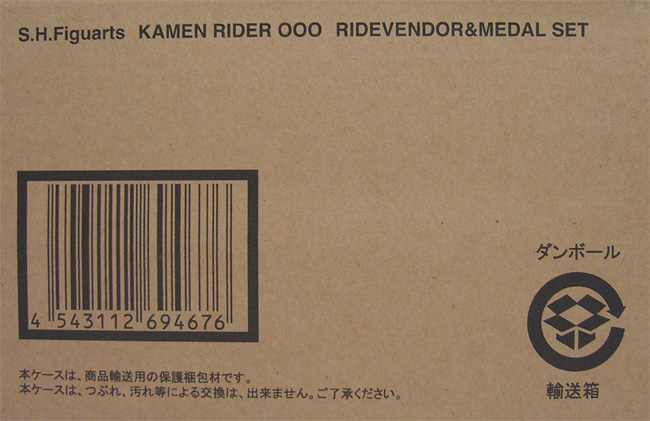 S.H.Figuarts KAMEN RIDER OOO RIDEVENDOR&MEDAL SET
4 543112 694676
ダンボール
輸送箱
本ケースは、商品輸送用の保護梱包材です。
本ケースは、つぶれ、汚れ等による交換は、出来ません。ご了承ください。